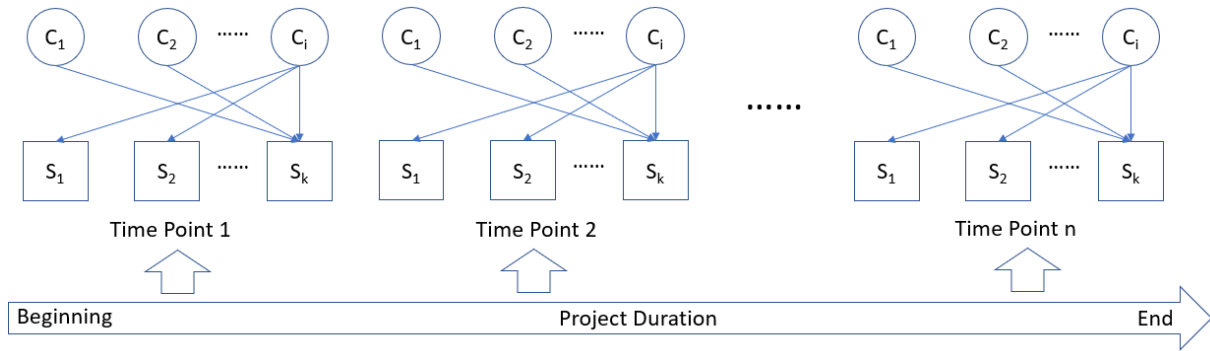 C1 C2 ...... Ci C1 C2 ...... Ci C1 C2 ...... Ci
......
S1 S2 ...... Sk S1 S2 ...... Sk S1 S2 ...... Sk
Time Point 1 Time Point 2 Time Point n
Beginning Project Duration End